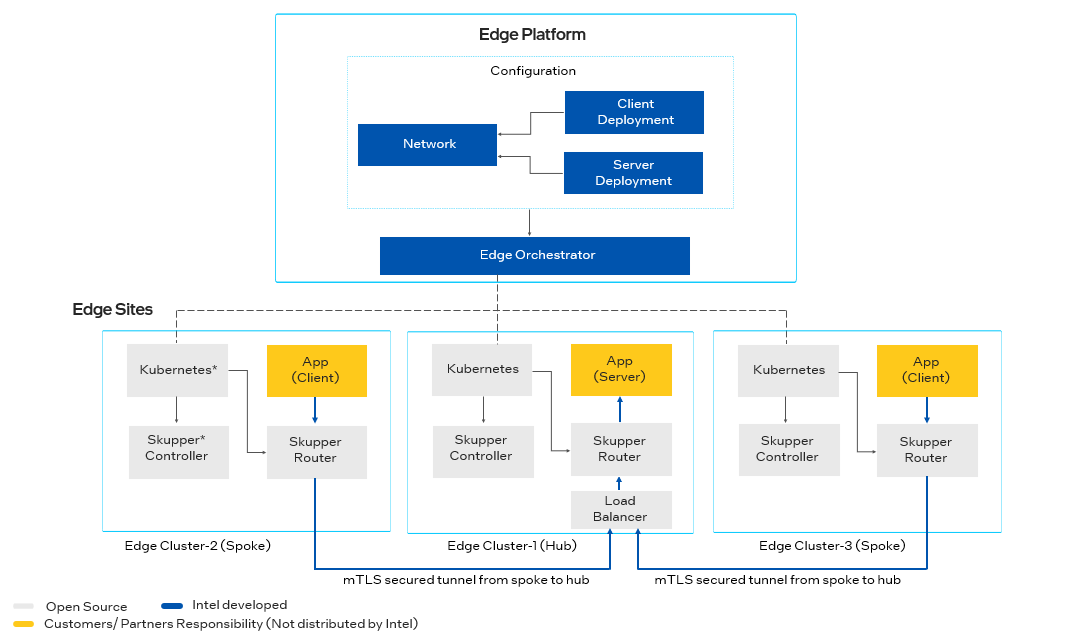 Edge Platform
Configuration
Client
Deployment
Network
Server
Deployment
Edge Orchestrator
Edge Sites
Kubernetes*
App
(Client)
Skupper*
Controller
Skupper
Router
Edge Cluster-2 (Spoke)
Kubernetes
App
(Server)
Skupper
Controller
Skupper
Router
Load
Balancer
Edge Cluster-1 (Hub)
Kubernetes
App
(Client)
Skupper
Controller
Skupper
Router
Edge Cluster-3 (Spoke)
mTLS secured tunnel from spoke to hub
mTLS secured tunnel from spoke to hub
Open Source
Intel developed
Customers/ Partners Responsibility (Not distributed by Intel)